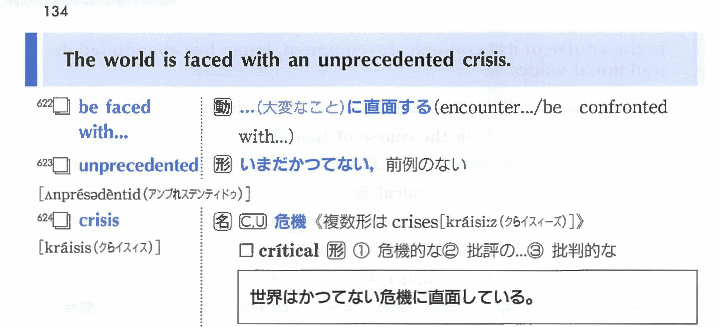 134
The world is faced with an unprecedented crisis.
622□ be faced with... 動 …(大変なこと)に直面する(encounter.../be confronted with...)
623□ unprecedented 形 いまだかつてない，前例のない
[ʌnprésədèntid(アンプれスデンティドゥ)]
624□ crisis 名 C,U 危機《複数形は crises[kráisi:z(クらイスィーズ)]》
[kráisis(クらイスィス)]
□ crítical 形 ① 危機的な② 批評の…③ 批判的な
世界はかつてない危機に直面している。